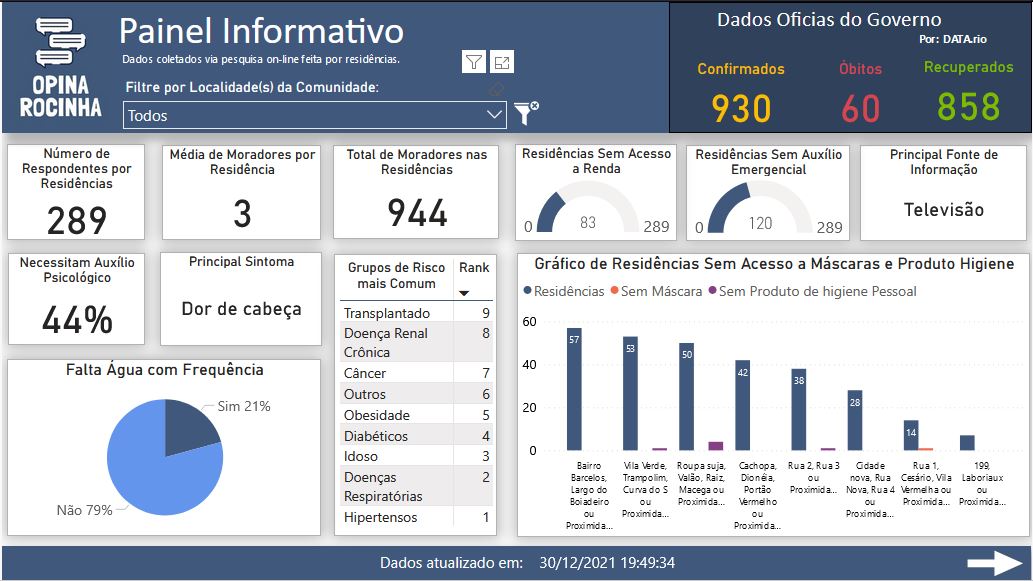 OPINA
ROCINHA
Painel Informativo
Dados coletados via pesquisa on-line feita por residências.
Filtre por Localidade(s) da Comunidade:
Todos
Dados Oficias do Governo
Por: DATA.rio
Confirmados
930
Óbitos
60
Recuperados
858
Número de
Respondentes por
Residências
289
Média de Moradores por
Residência
3
Total de Moradores nas
Residências
944
Residências Sem Acesso
a Renda
0
83
289
Residências Sem Auxílio
Emergencial
0
120
289
Principal Fonte de
Informação
Televisão
Necessitam Auxílio
Psicológico
44%
Principal Sintoma
Dor de cabeça
Falta Água com Frequência
Sim 21%
Não 79%
Grupos de Risco
mais Comum
Rank
Transplantado 9
Doença Renal 8
Crônica
Câncer 7
Outros 6
Obesidade 5
Diabéticos 4
Idoso 3
Doenças 2
Respiratórias
Hipertensos 1
Gráfico de Residências Sem Acesso a Máscaras e Produto Higiene
Residências Sem Máscara Sem Produto de higiene Pessoal
60
40
20
0
57
53
50
42
38
28
14
Bairro
Barcelos,
Largo do
Boiadeiro
ou
Proximida...
Vila Verde,
Trampolim,
Curva do S
ou
Proximida...
Roupa suja,
Valão, Raiz,
Macega ou
Proximida...
Cachopa,
Dionéia,
Portão
Vermelho
ou
Proximida...
Rua 2, Rua 3
ou
Proximida...
Cidade
nova, Rua
Nova, Rua 4
ou
Proximida...
Rua 1,
Cesário, Vila
Vermelha ou
Proximida...
199,
Laboriaux
ou
Proximida...
Dados atualizado em: 30/12/2021 19:49:34